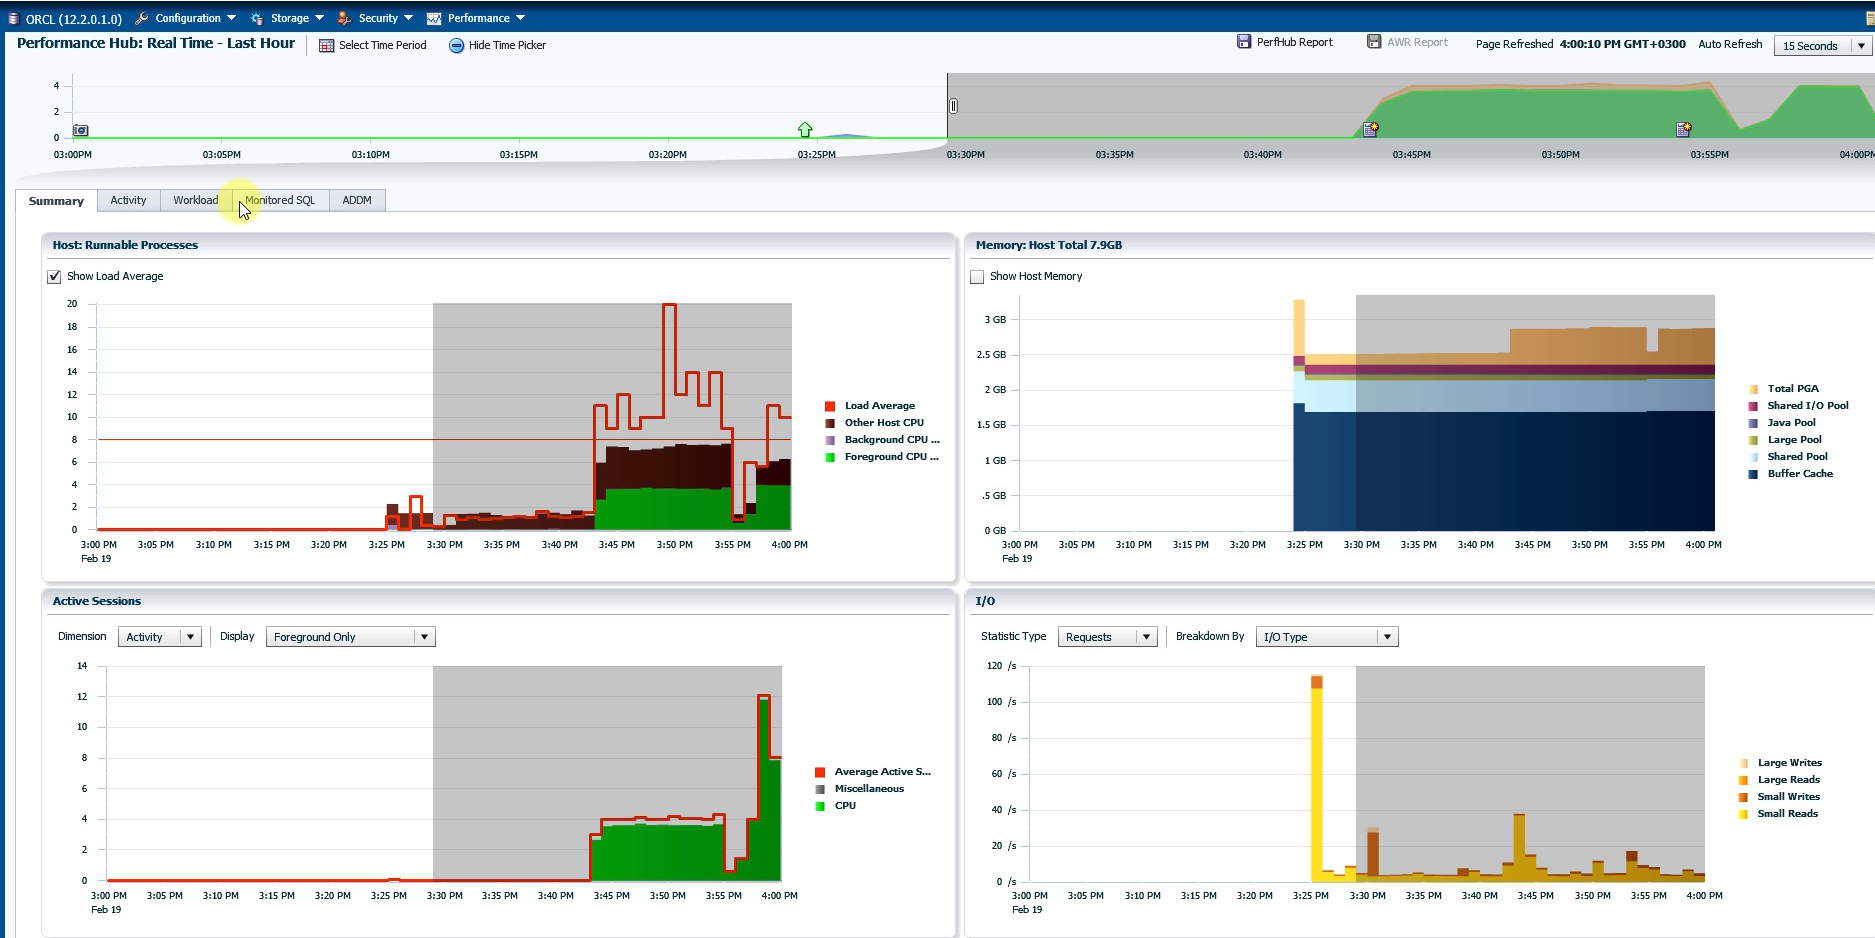 ORCL (12.2.0.1.0) Configuration Storage Security Performance
Performance Hub: Real Time - Last Hour Select Time Period Hide Time Picker PerfHub Report AWR Report Page Refreshed 4:00:10 PM GMT+0300 Auto Refresh 15 Seconds
4
2
0
03:00PM 03:05PM 03:10PM 03:15PM 03:20PM 03:25PM 03:30PM 03:35PM 03:40PM 03:45PM 03:50PM 03:55PM 04:00PM
Summary Activity Workload Monitored SQL ADDM
Host: Runnable Processes
Show Load Average
20
18
16
14
12
10
8
6
4
2
0
3:00 PM 3:05 PM 3:10 PM 3:15 PM 3:20 PM 3:25 PM 3:30 PM 3:35 PM 3:40 PM 3:45 PM 3:50 PM 3:55 PM 4:00 PM
Feb 19
Load Average
Other Host CPU
Background CPU ...
Foreground CPU ...
Memory: Host Total 7.9GB
Show Host Memory
3 GB
2.5 GB
2 GB
1.5 GB
1 GB
.5 GB
0 GB
3:00 PM 3:05 PM 3:10 PM 3:15 PM 3:20 PM 3:25 PM 3:30 PM 3:35 PM 3:40 PM 3:45 PM 3:50 PM 3:55 PM 4:00 PM
Feb 19
Total PGA
Shared I/O Pool
Java Pool
Large Pool
Shared Pool
Buffer Cache
Active Sessions
Dimension Activity Display Foreground Only
14
12
10
8
6
4
2
0
3:00 PM 3:05 PM 3:10 PM 3:15 PM 3:20 PM 3:25 PM 3:30 PM 3:35 PM 3:40 PM 3:45 PM 3:50 PM 3:55 PM 4:00 PM
Feb 19
Average Active S...
Miscellaneous
CPU
I/O
Statistic Type Requests Breakdown By I/O Type
120 /s
100 /s
80 /s
60 /s
40 /s
20 /s
0 /s
3:00 PM 3:05 PM 3:10 PM 3:15 PM 3:20 PM 3:25 PM 3:30 PM 3:35 PM 3:40 PM 3:45 PM 3:50 PM 3:55 PM 4:00 PM
Feb 19
Large Writes
Large Reads
Small Writes
Small Reads